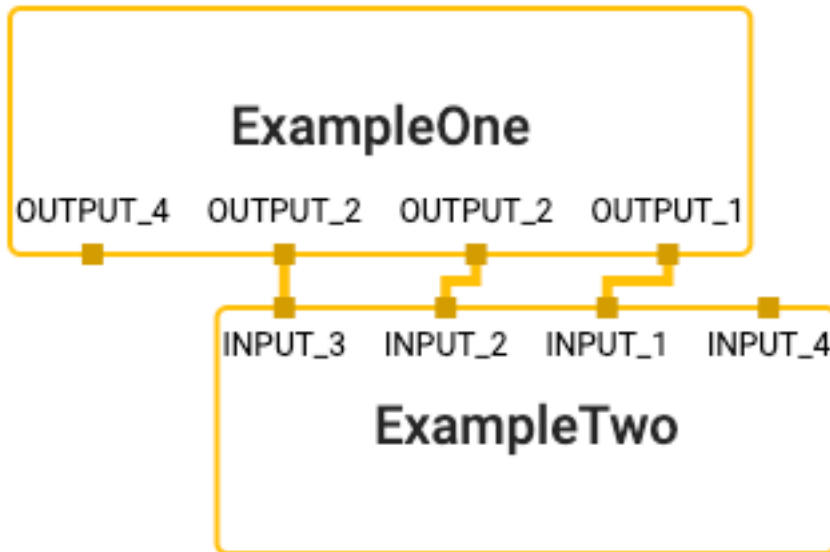 ExampleOne
OUTPUT_4 OUTPUT_2 OUTPUT_2 OUTPUT_1
INPUT_3 INPUT_2 INPUT_1 INPUT_4
ExampleTwo